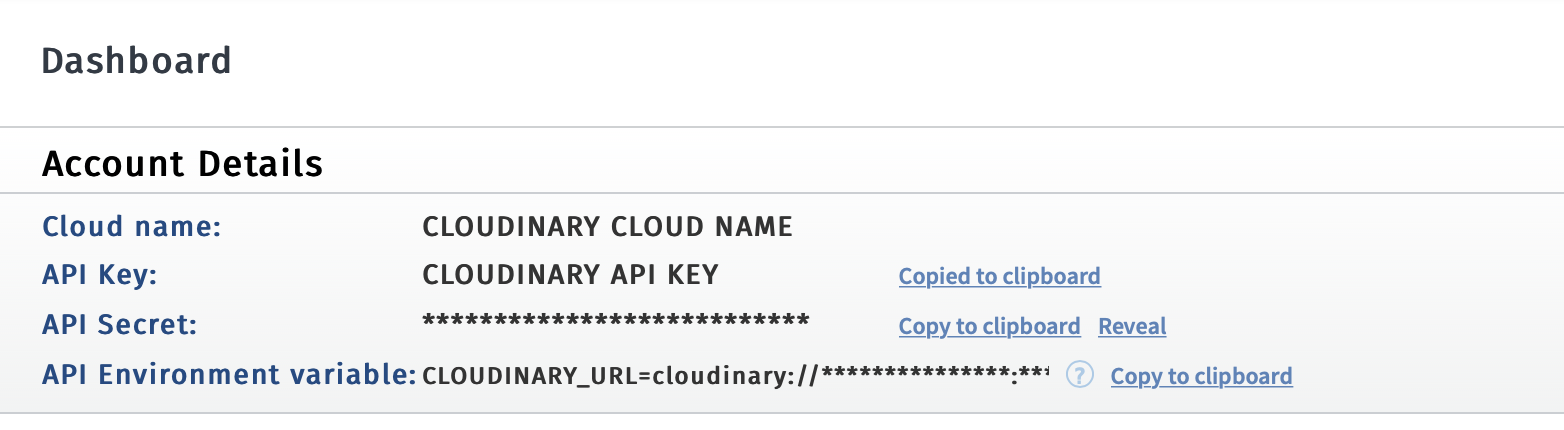 Dashboard
Account Details
Cloud name: CLOUDINARY CLOUD NAME
API Key: CLOUDINARY API KEY Copied to clipboard
API Secret: *************************** Copy to clipboard Reveal
API Environment variable: CLOUDINARY_URL=cloudinary://***************:*** ? Copy to clipboard